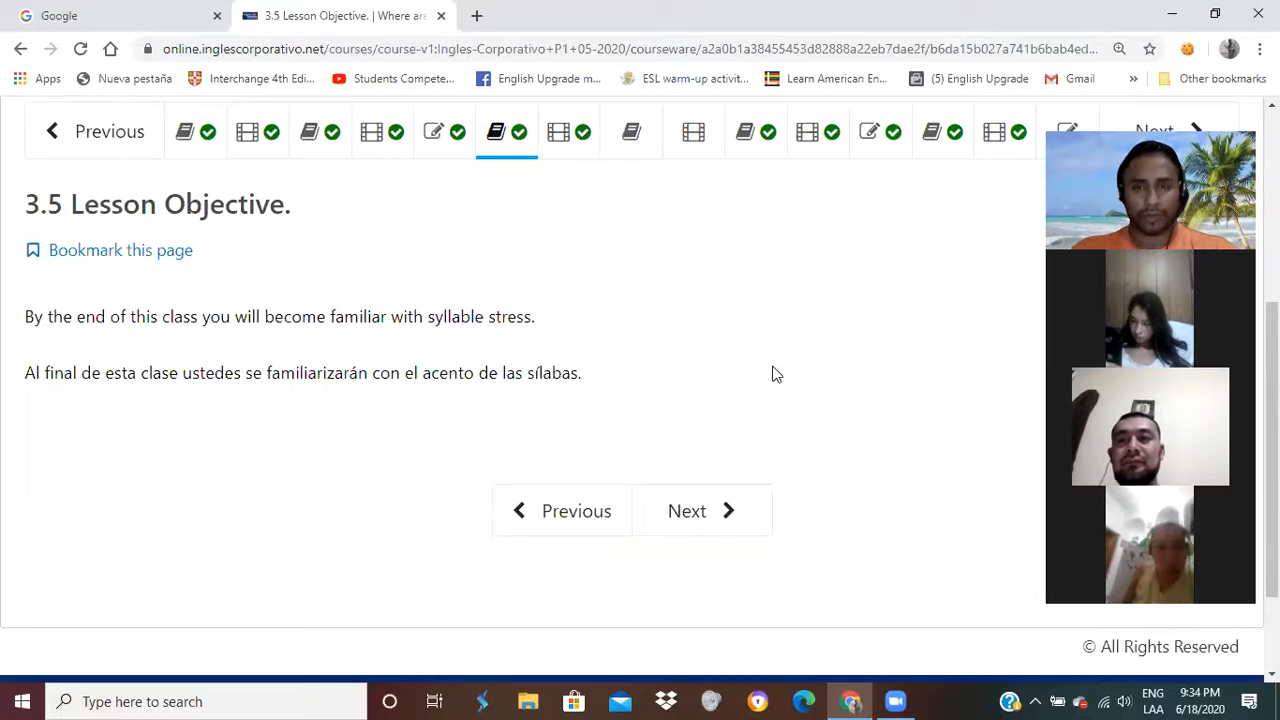 Google
3.5 Lesson Objective. | Where are
online.inglescorporativo.net/courses/course-v1:Ingles-Corporativo+P1+05-2020/courseware/a2a0b1a38455453d82888a22eb7dae2f/b6da15b027a741b6bab4ed...
Apps
Nueva pestaña
Interchange 4th Edi...
Students Compete...
English Upgrade m...
ESL warm-up activit...
Learn American En...
(5) English Upgrade
Gmail
»
Other bookmarks
Previous
Next
3.5 Lesson Objective.
Bookmark this page
By the end of this class you will become familiar with syllable stress.
Al final de esta clase ustedes se familiarizarán con el acento de las sílabas.
Previous
Next
© All Rights Reserved
Type here to search
ENG
LAA
9:34 PM
6/18/2020